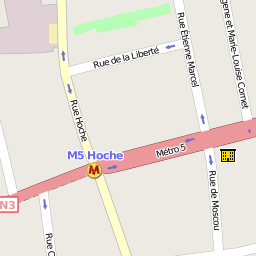 Rue de la Liberté
Rue Étienne Marcel
et Marie-Louise Cornet
Rue Hoche
M5 Hoche
M
Métro 5
N3
Rue de Moscou
Rue